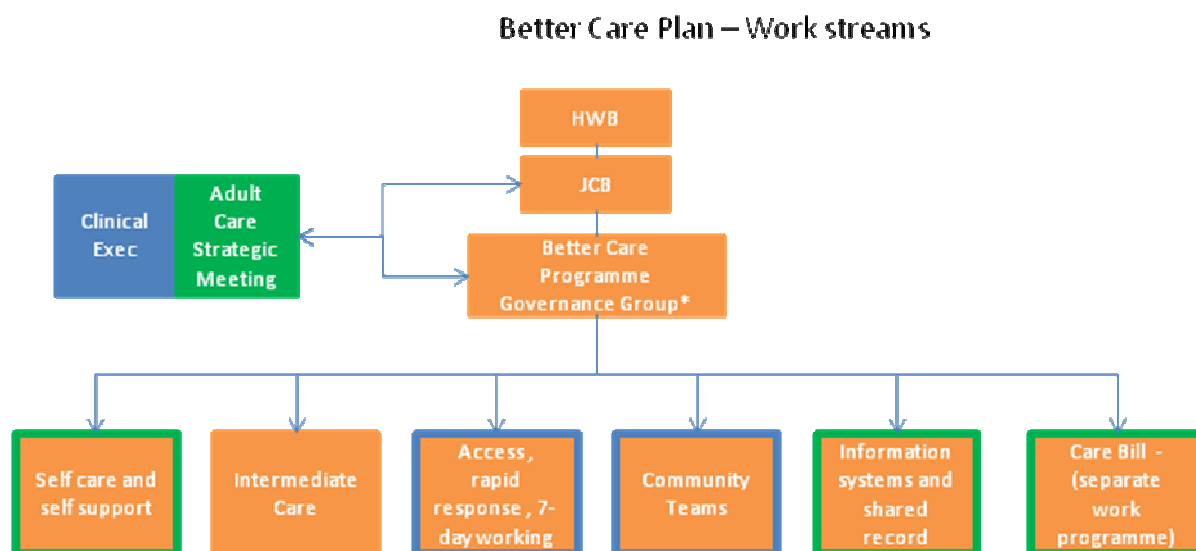 Better Care Plan – Work streams
HWB
JCB
Clinical
Exec
Adult
Care
Strategic
Meeting
Better Care
Programme
Governance Group*
Self care and
self support
Intermediate
Care
Access,
rapid
response , 7-
day working
Community
Teams
Information
systems and
shared
record
Care Bill -
(separate
work
programme)